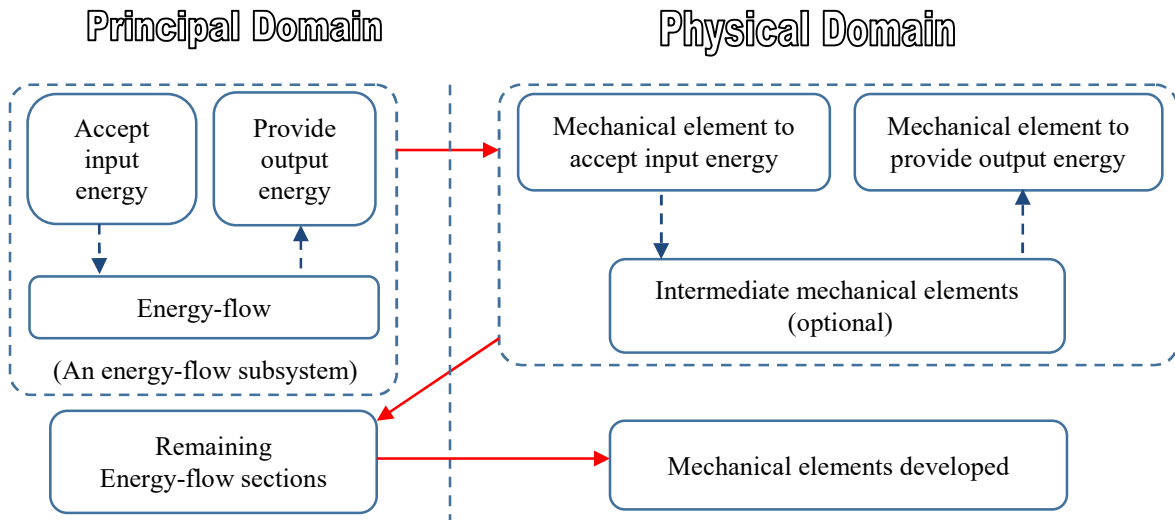 Principal Domain
Physical Domain
Accept
input
energy
Provide
output
energy
Energy-flow
(An energy-flow subsystem)
Mechanical element to
accept input energy
Mechanical element to
provide output energy
Intermediate mechanical elements
(optional)
Remaining
Energy-flow sections
Mechanical elements developed